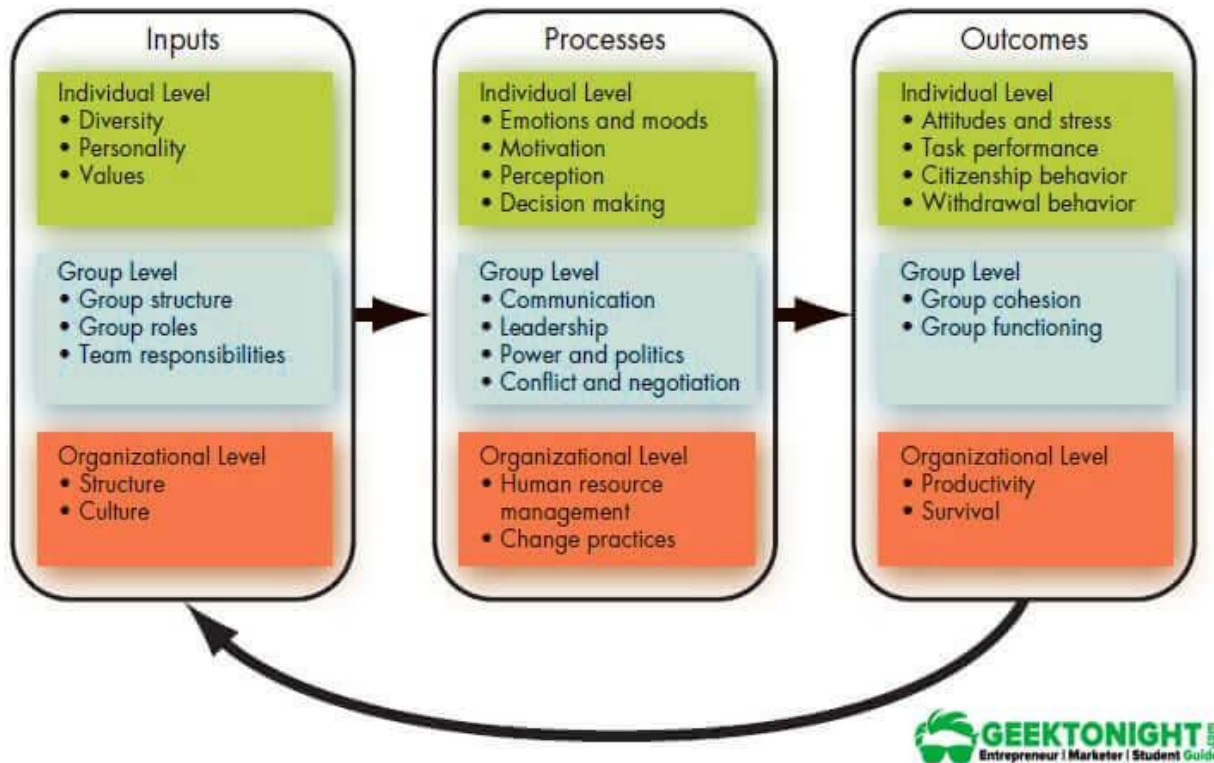 Inputs
Individual Level
• Diversity
• Personality
• Values
Group Level
• Group structure
• Group roles
• Team responsibilities
Organizational Level
• Structure
• Culture
Processes
Individual Level
• Emotions and moods
• Motivation
• Perception
• Decision making
Group Level
• Communication
• Leadership
• Power and politics
• Conflict and negotiation
Organizational Level
• Human resource
management
• Change practices
Outcomes
Individual Level
• Attitudes and stress
• Task performance
• Citizenship behavior
• Withdrawal behavior
Group Level
• Group cohesion
• Group functioning
Organizational Level
• Productivity
• Survival
GEEKTONIGHT.com
Entrepreneur | Marketer | Student Guide